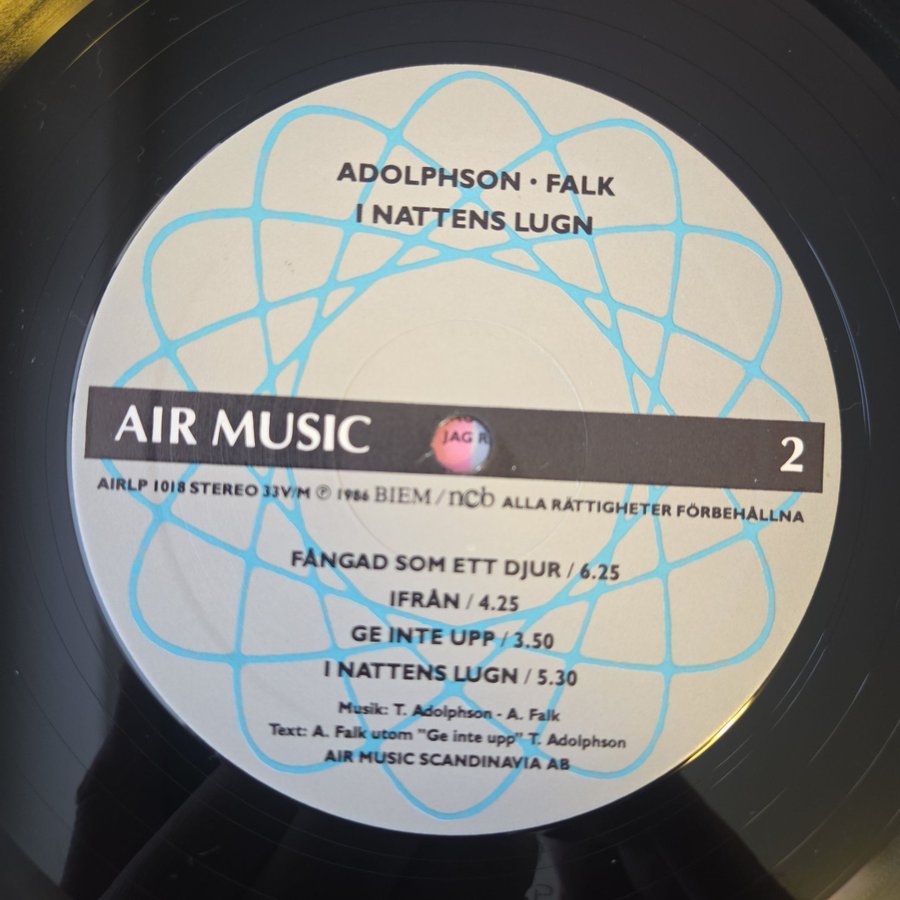 ADOLPHSON · FALK
I NATTENS LUGN
AIR MUSIC
JAG R
2
AIRLP 1018 STEREO 33V/M ℗ 1986 BIEM/ncb ALLA RÄTTIGHETER FÖRBEHÅLLNA
FÅNGAD SOM ETT DJUR / 6.25
IFRÅN / 4.25
GE INTE UPP / 3.50
I NATTENS LUGN / 5.30
Musik: T. Adolphson - A. Falk
Text: A. Falk utom "Ge inte upp" T. Adolphson
AIR MUSIC SCANDINAVIA AB